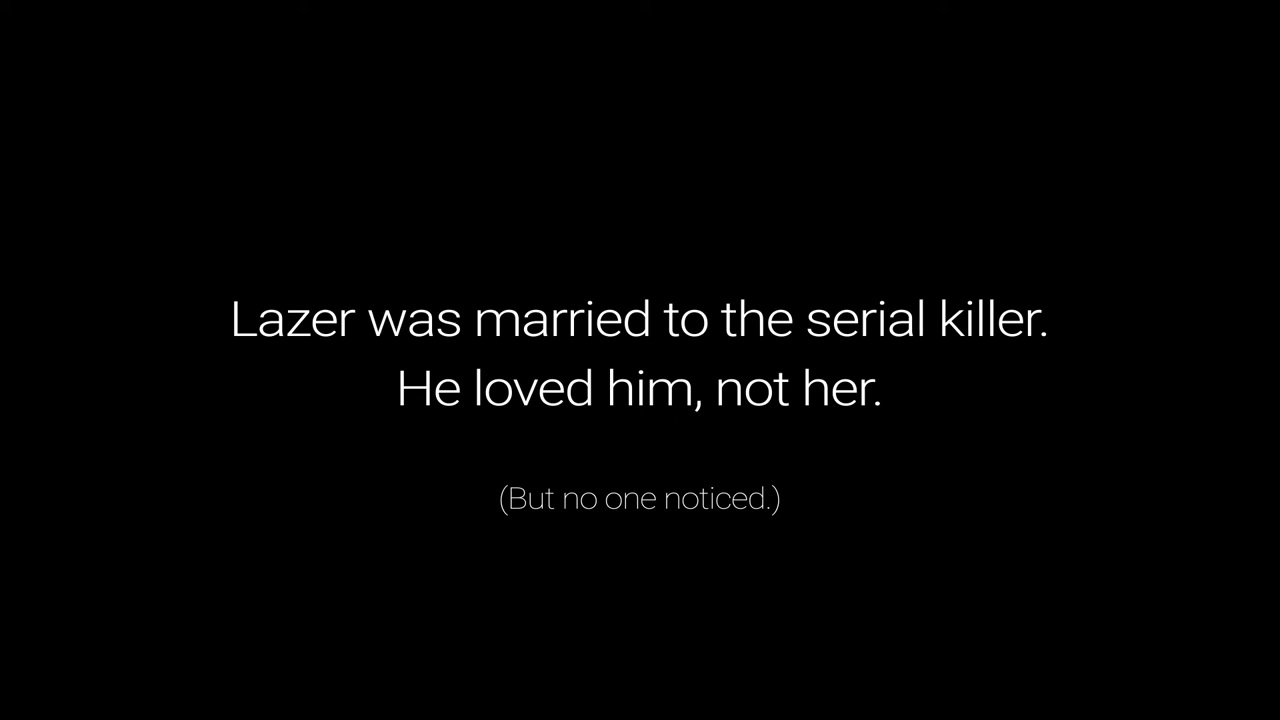 Lazer was married to the serial killer.
He loved him, not her.
(But no one noticed.)